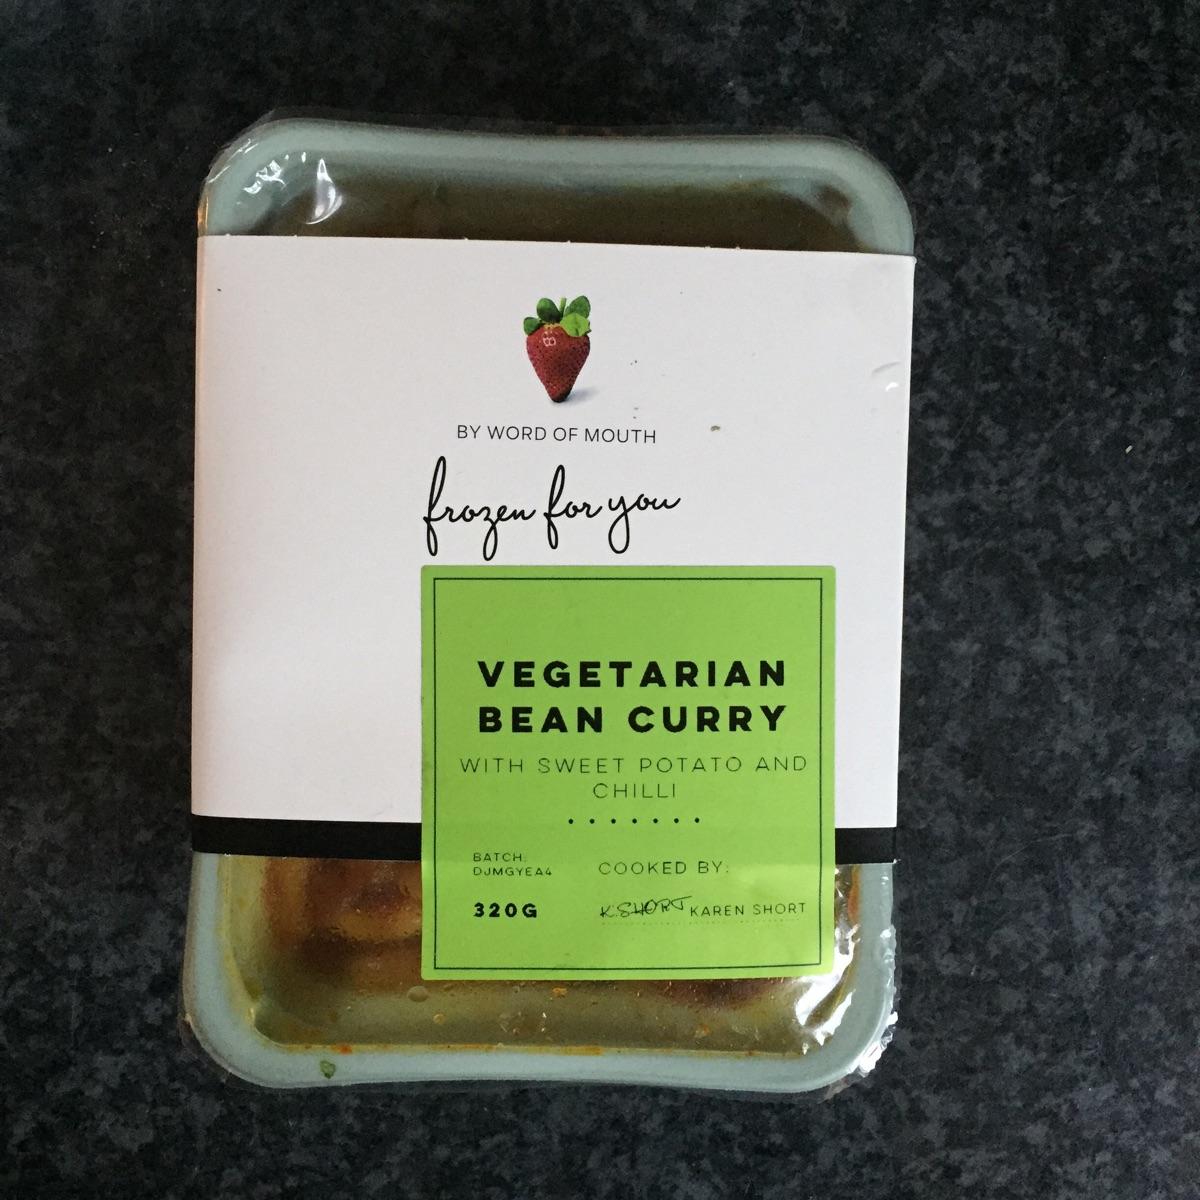 BY WORD OF MOUTH
frozen for you
VEGETARIAN
BEAN CURRY
WITH SWEET POTATO AND
CHILLI
BATCH:
DJMGYEA4
COOKED BY:
320G
K.SHORT KAREN SHORT